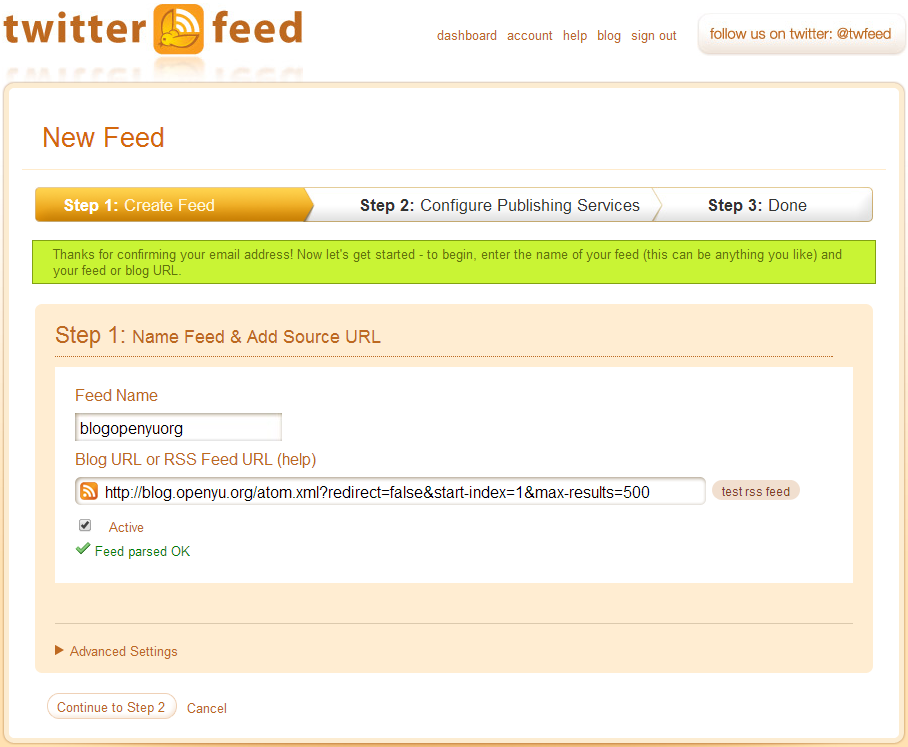 twitter feed
dashboard account help blog sign out
follow us on twitter: @twfeed
New Feed
Step 1: Create Feed
Step 2: Configure Publishing Services
Step 3: Done
Thanks for confirming your email address! Now let's get started - to begin, enter the name of your feed (this can be anything you like) and
your feed or blog URL.
Step 1: Name Feed & Add Source URL
Feed Name
blogopenyuorg
Blog URL or RSS Feed URL (help)
http://blog.openyu.org/atom.xml?redirect=false&start-index=1&max-results=500
test rss feed
Active
Feed parsed OK
Advanced Settings
Continue to Step 2
Cancel